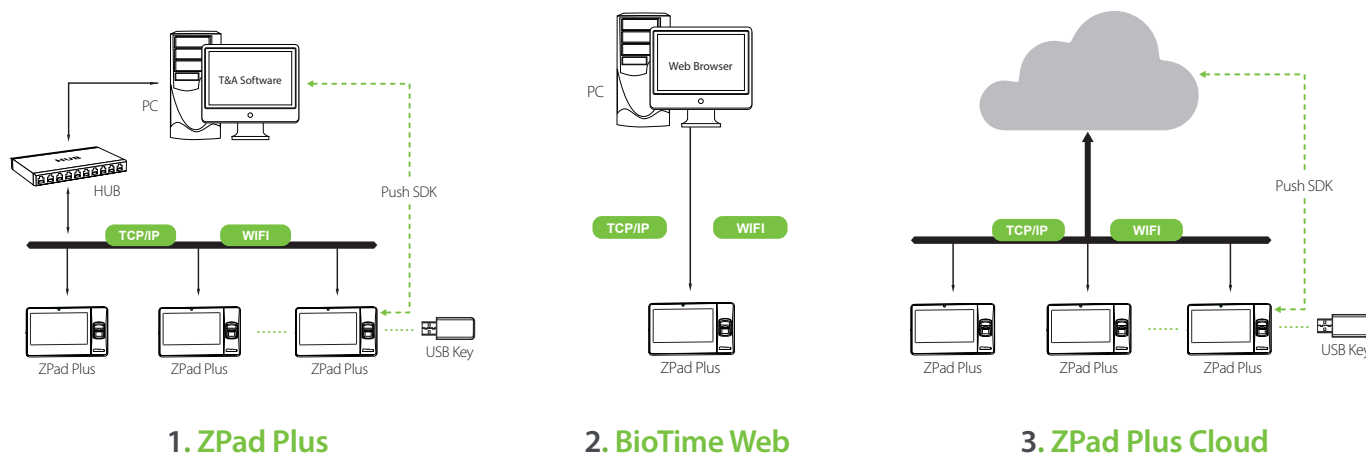 T&A Software
PC
HUB
HUB
Push SDK
TCP/IP
WIFI
ZPad Plus
ZPad Plus
ZPad Plus
USB Key
1. ZPad Plus
Web Browser
PC
TCP/IP
WIFI
ZPad Plus
2. BioTime Web
Push SDK
TCP/IP
WIFI
ZPad Plus
ZPad Plus
ZPad Plus
USB Key
3. ZPad Plus Cloud